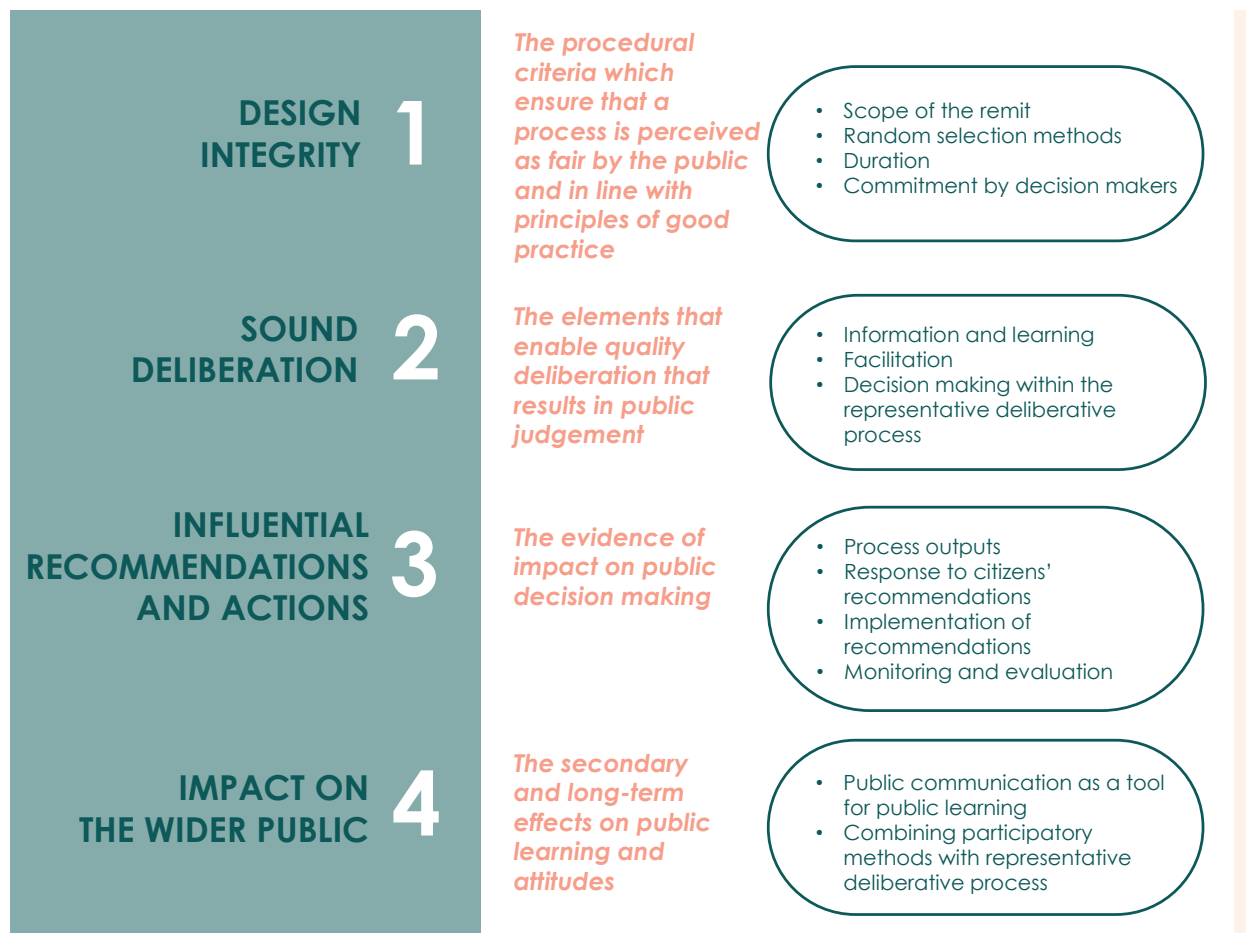 DESIGN
INTEGRITY
1
The procedural
criteria which
ensure that a
process is perceived
as fair by the public
and in line with
principles of good
practice
• Scope of the remit
• Random selection methods
• Duration
• Commitment by decision makers
SOUND
DELIBERATION
2
The elements that
enable quality
deliberation that
results in public
judgement
• Information and learning
• Facilitation
• Decision making within the
representative deliberative
process
INFLUENTIAL
RECOMMENDATIONS
AND ACTIONS
3
The evidence of
impact on public
decision making
• Process outputs
• Response to citizens’
recommendations
• Implementation of
recommendations
• Monitoring and evaluation
IMPACT ON
THE WIDER PUBLIC
4
The secondary
and long-term
effects on public
learning and
attitudes
• Public communication as a tool
for public learning
• Combining participatory
methods with representative
deliberative process